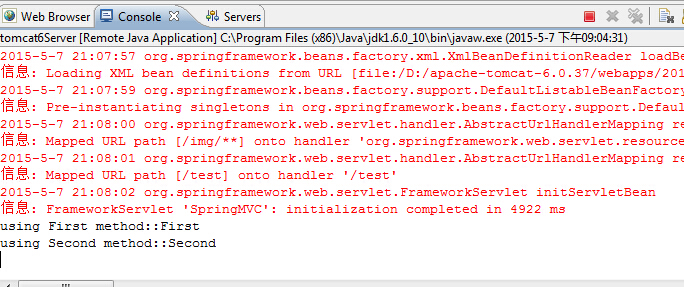 Web Browser Console Servers
tomcat6Server [Remote Java Application] C:\Program Files (x86)\Java\jdk1.6.0_10\bin\javaw.exe (2015-5-7 下午09:04:31)
2015-5-7 21:07:57 org.springframework.beans.factory.xml.XmlBeanDefinitionReader loadBe
信息: Loading XML bean definitions from URL [file:/D:/apache-tomcat-6.0.37/webapps/201
2015-5-7 21:07:59 org.springframework.beans.factory.support.DefaultListableBeanFactory
信息: Pre-instantiating singletons in org.springframework.beans.factory.support.Defaul
2015-5-7 21:08:00 org.springframework.web.servlet.handler.AbstractUrlHandlerMapping re
信息: Mapped URL path [/img/**] onto handler 'org.springframework.web.servlet.resource
2015-5-7 21:08:01 org.springframework.web.servlet.handler.AbstractUrlHandlerMapping re
信息: Mapped URL path [/test] onto handler '/test'
2015-5-7 21:08:02 org.springframework.web.servlet.FrameworkServlet initServletBean
信息: FrameworkServlet 'SpringMVC': initialization completed in 4922 ms
using First method::First
using Second method::Second